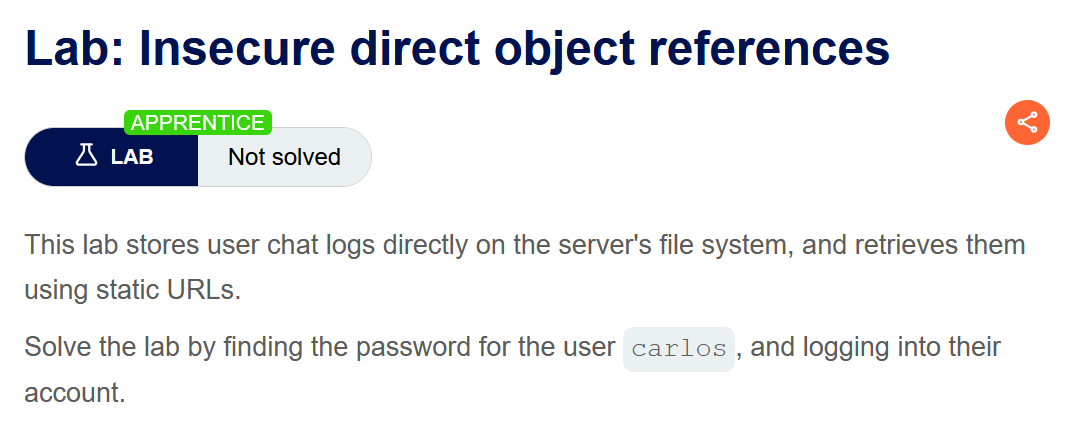 Lab: Insecure direct object references
APPRENTICE
LAB
Not solved
This lab stores user chat logs directly on the server's file system, and retrieves them
using static URLs.
Solve the lab by finding the password for the user carlos, and logging into their
account.